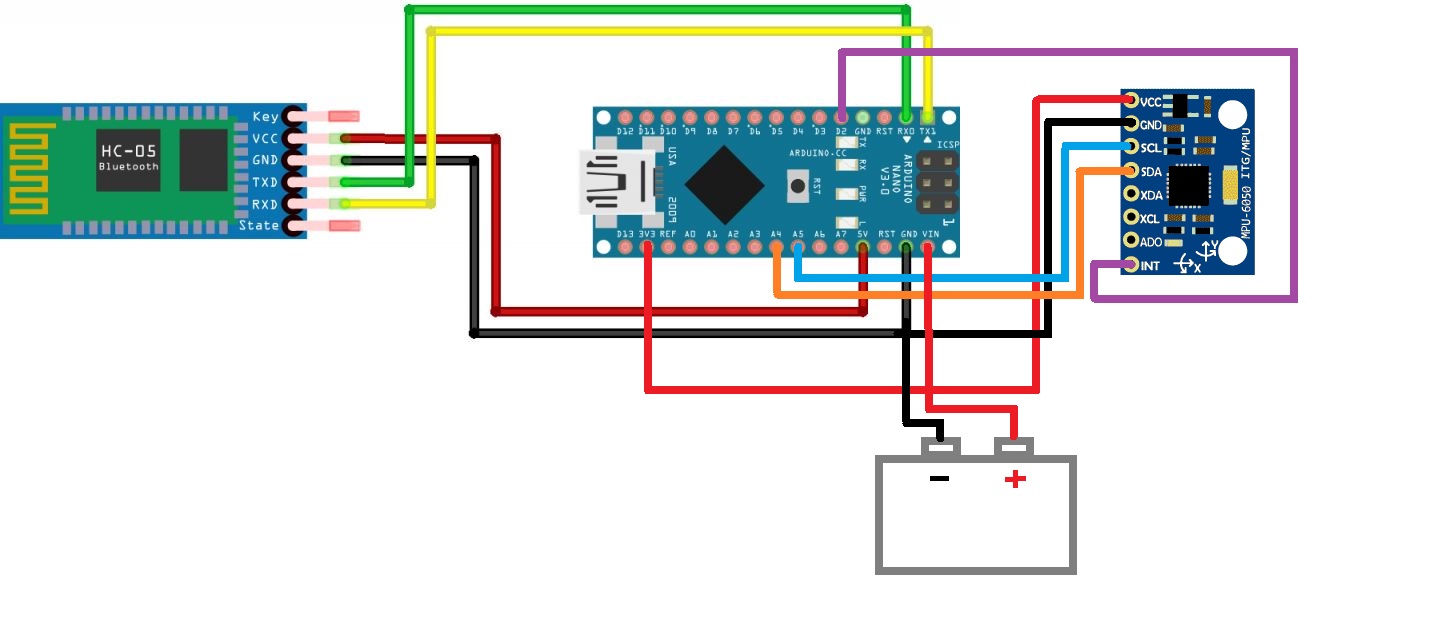 Key
VCC
GND
TXD
RXD
State
HC-05
Bluetooth
D12 D11 D10 D9 D8 D7 D6 D5 D4 D3 D2 GND RST RX0 TX1
USA
2005
ARDUINO.CC
RST
TX
RX
PWR
L
ARDUINO
NANO
V3.0
ICSP
1
D13 3V3 REF A0 A1 A2 A3 A4 A5 A6 A7 5V RST GND VIN
VCC
GND
SCL
SDA
XDA
XCL
ADO
INT
MPU-6050 ITG/MPU
Y
X
− +